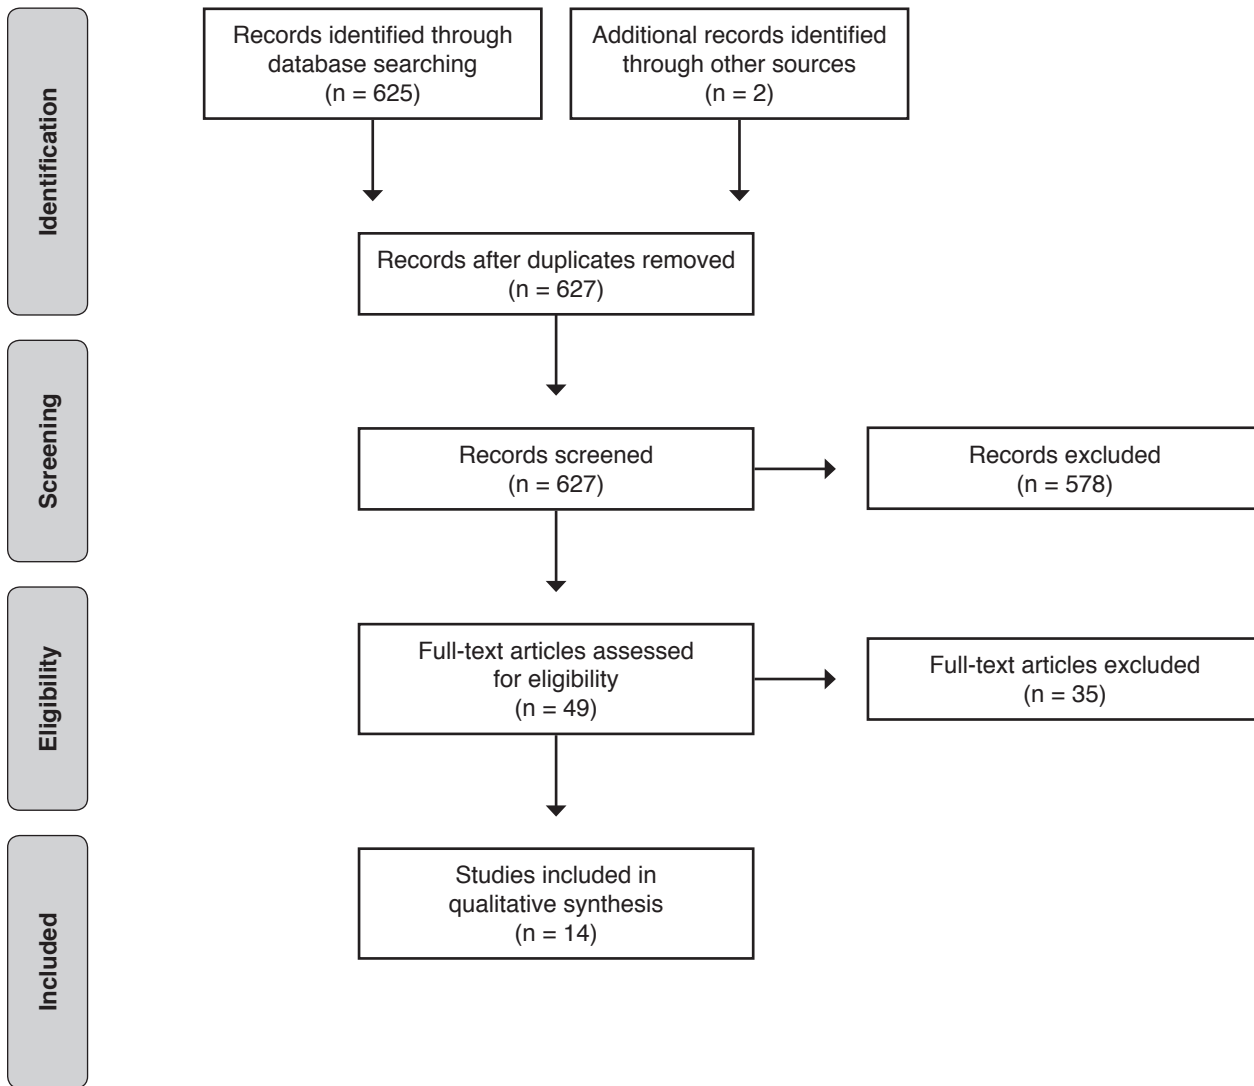 Identification
Records identified through
database searching
(n = 625)
Additional records identified
through other sources
(n = 2)
Records after duplicates removed
(n = 627)
Screening
Records screened
(n = 627)
Records excluded
(n = 578)
Eligibility
Full-text articles assessed
for eligibility
(n = 49)
Full-text articles excluded
(n = 35)
Included
Studies included in
qualitative synthesis
(n = 14)